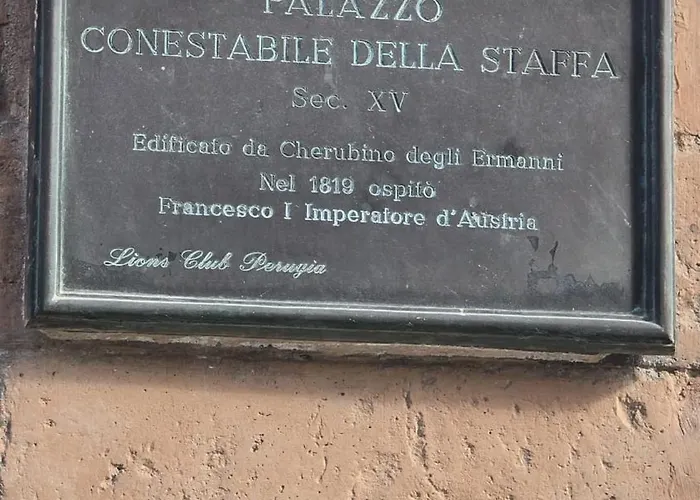 PALAZZO
CONESTABILE DELLA STAFFA
Sec. XV
Edificato da Cherubino degli Ermanni
Nel 1819 ospitò
Francesco I Imperatore d'Austria
Lions Club Perugia